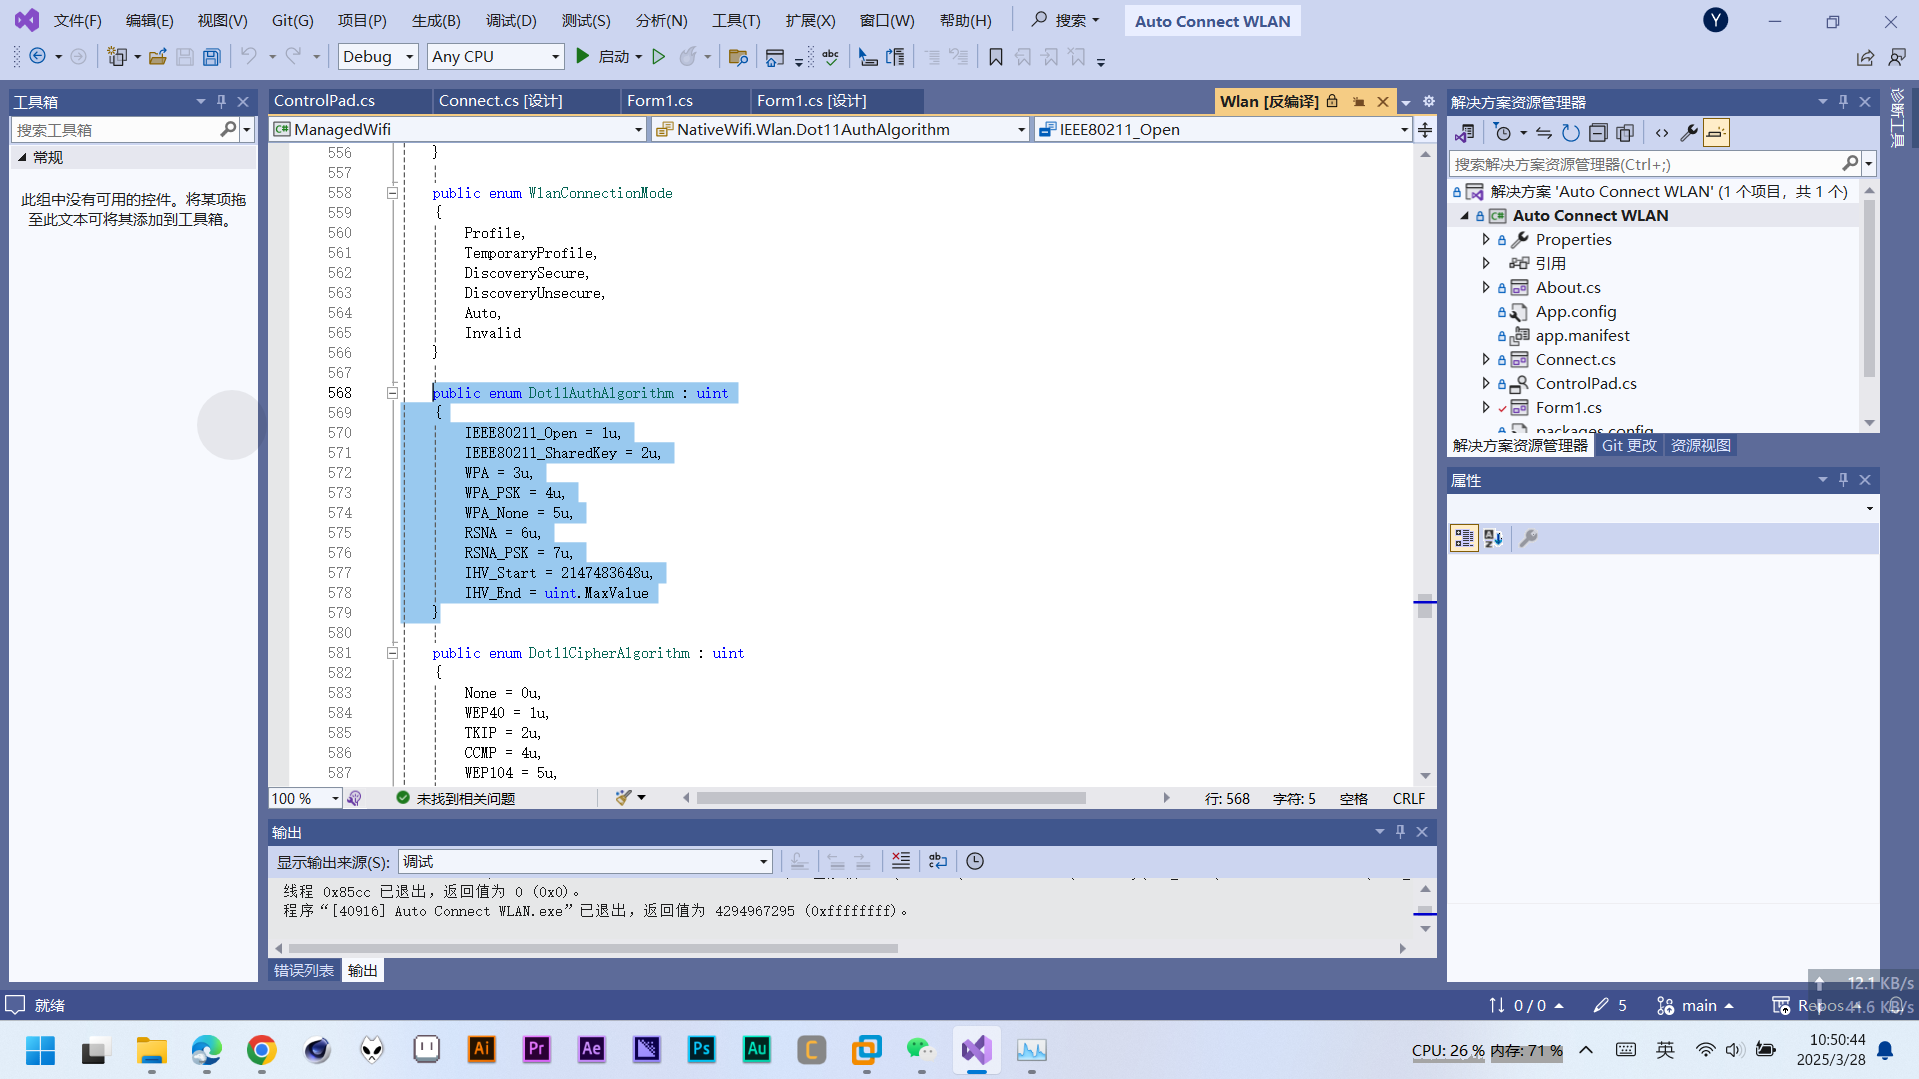 文件(F) 编辑(E) 视图(V) Git(G) 项目(P) 生成(B) 调试(D) 测试(S) 分析(N) 工具(T) 扩展(X) 窗口(W) 帮助(H) 搜索 Auto Connect WLAN Y
Debug Any CPU 启动
工具箱
搜索工具箱
常规
此组中没有可用的控件。将某项拖
至此文本可将其添加到工具箱。
ControlPad.cs Connect.cs [设计] Form1.cs Form1.cs [设计] Wlan [反编译]
ManagedWifi NativeWifi.Wlan.Dot11AuthAlgorithm IEEE80211_Open
556 }
557
558 public enum WlanConnectionMode
559 {
560 Profile,
561 TemporaryProfile,
562 DiscoverySecure,
563 DiscoveryUnsecure,
564 Auto,
565 Invalid
566 }
567
568 public enum Dot11AuthAlgorithm : uint
569 {
570 IEEE80211_Open = 1u,
571 IEEE80211_SharedKey = 2u,
572 WPA = 3u,
573 WPA_PSK = 4u,
574 WPA_None = 5u,
575 RSNA = 6u,
576 RSNA_PSK = 7u,
577 IHV_Start = 2147483648u,
578 IHV_End = uint.MaxValue
579 }
580
581 public enum Dot11CipherAlgorithm : uint
582 {
583 None = 0u,
584 WEP40 = 1u,
585 TKIP = 2u,
586 CCMP = 4u,
587 WEP104 = 5u,
100 % 未找到相关问题 行: 568 字符: 5 空格 CRLF
输出
显示输出来源(S): 调试
线程 0x85cc 已退出，返回值为 0 (0x0)。
程序“[40916] Auto Connect WLAN.exe”已退出，返回值为 4294967295 (0xffffffff)。
错误列表 输出
解决方案资源管理器
搜索解决方案资源管理器(Ctrl+;)
解决方案 'Auto Connect WLAN' (1 个项目，共 1 个)
Auto Connect WLAN
Properties
引用
About.cs
App.config
app.manifest
Connect.cs
ControlPad.cs
Form1.cs
packages.config
解决方案资源管理器 Git 更改 资源视图
属性
诊断工具
就绪 0 / 0 5 main Repos
12.1 KB/s
41.6 KB/s
Ai Pr Ae Ps Au C
CPU: 26 % 内存: 71 % 英
10:50:44
2025/3/28